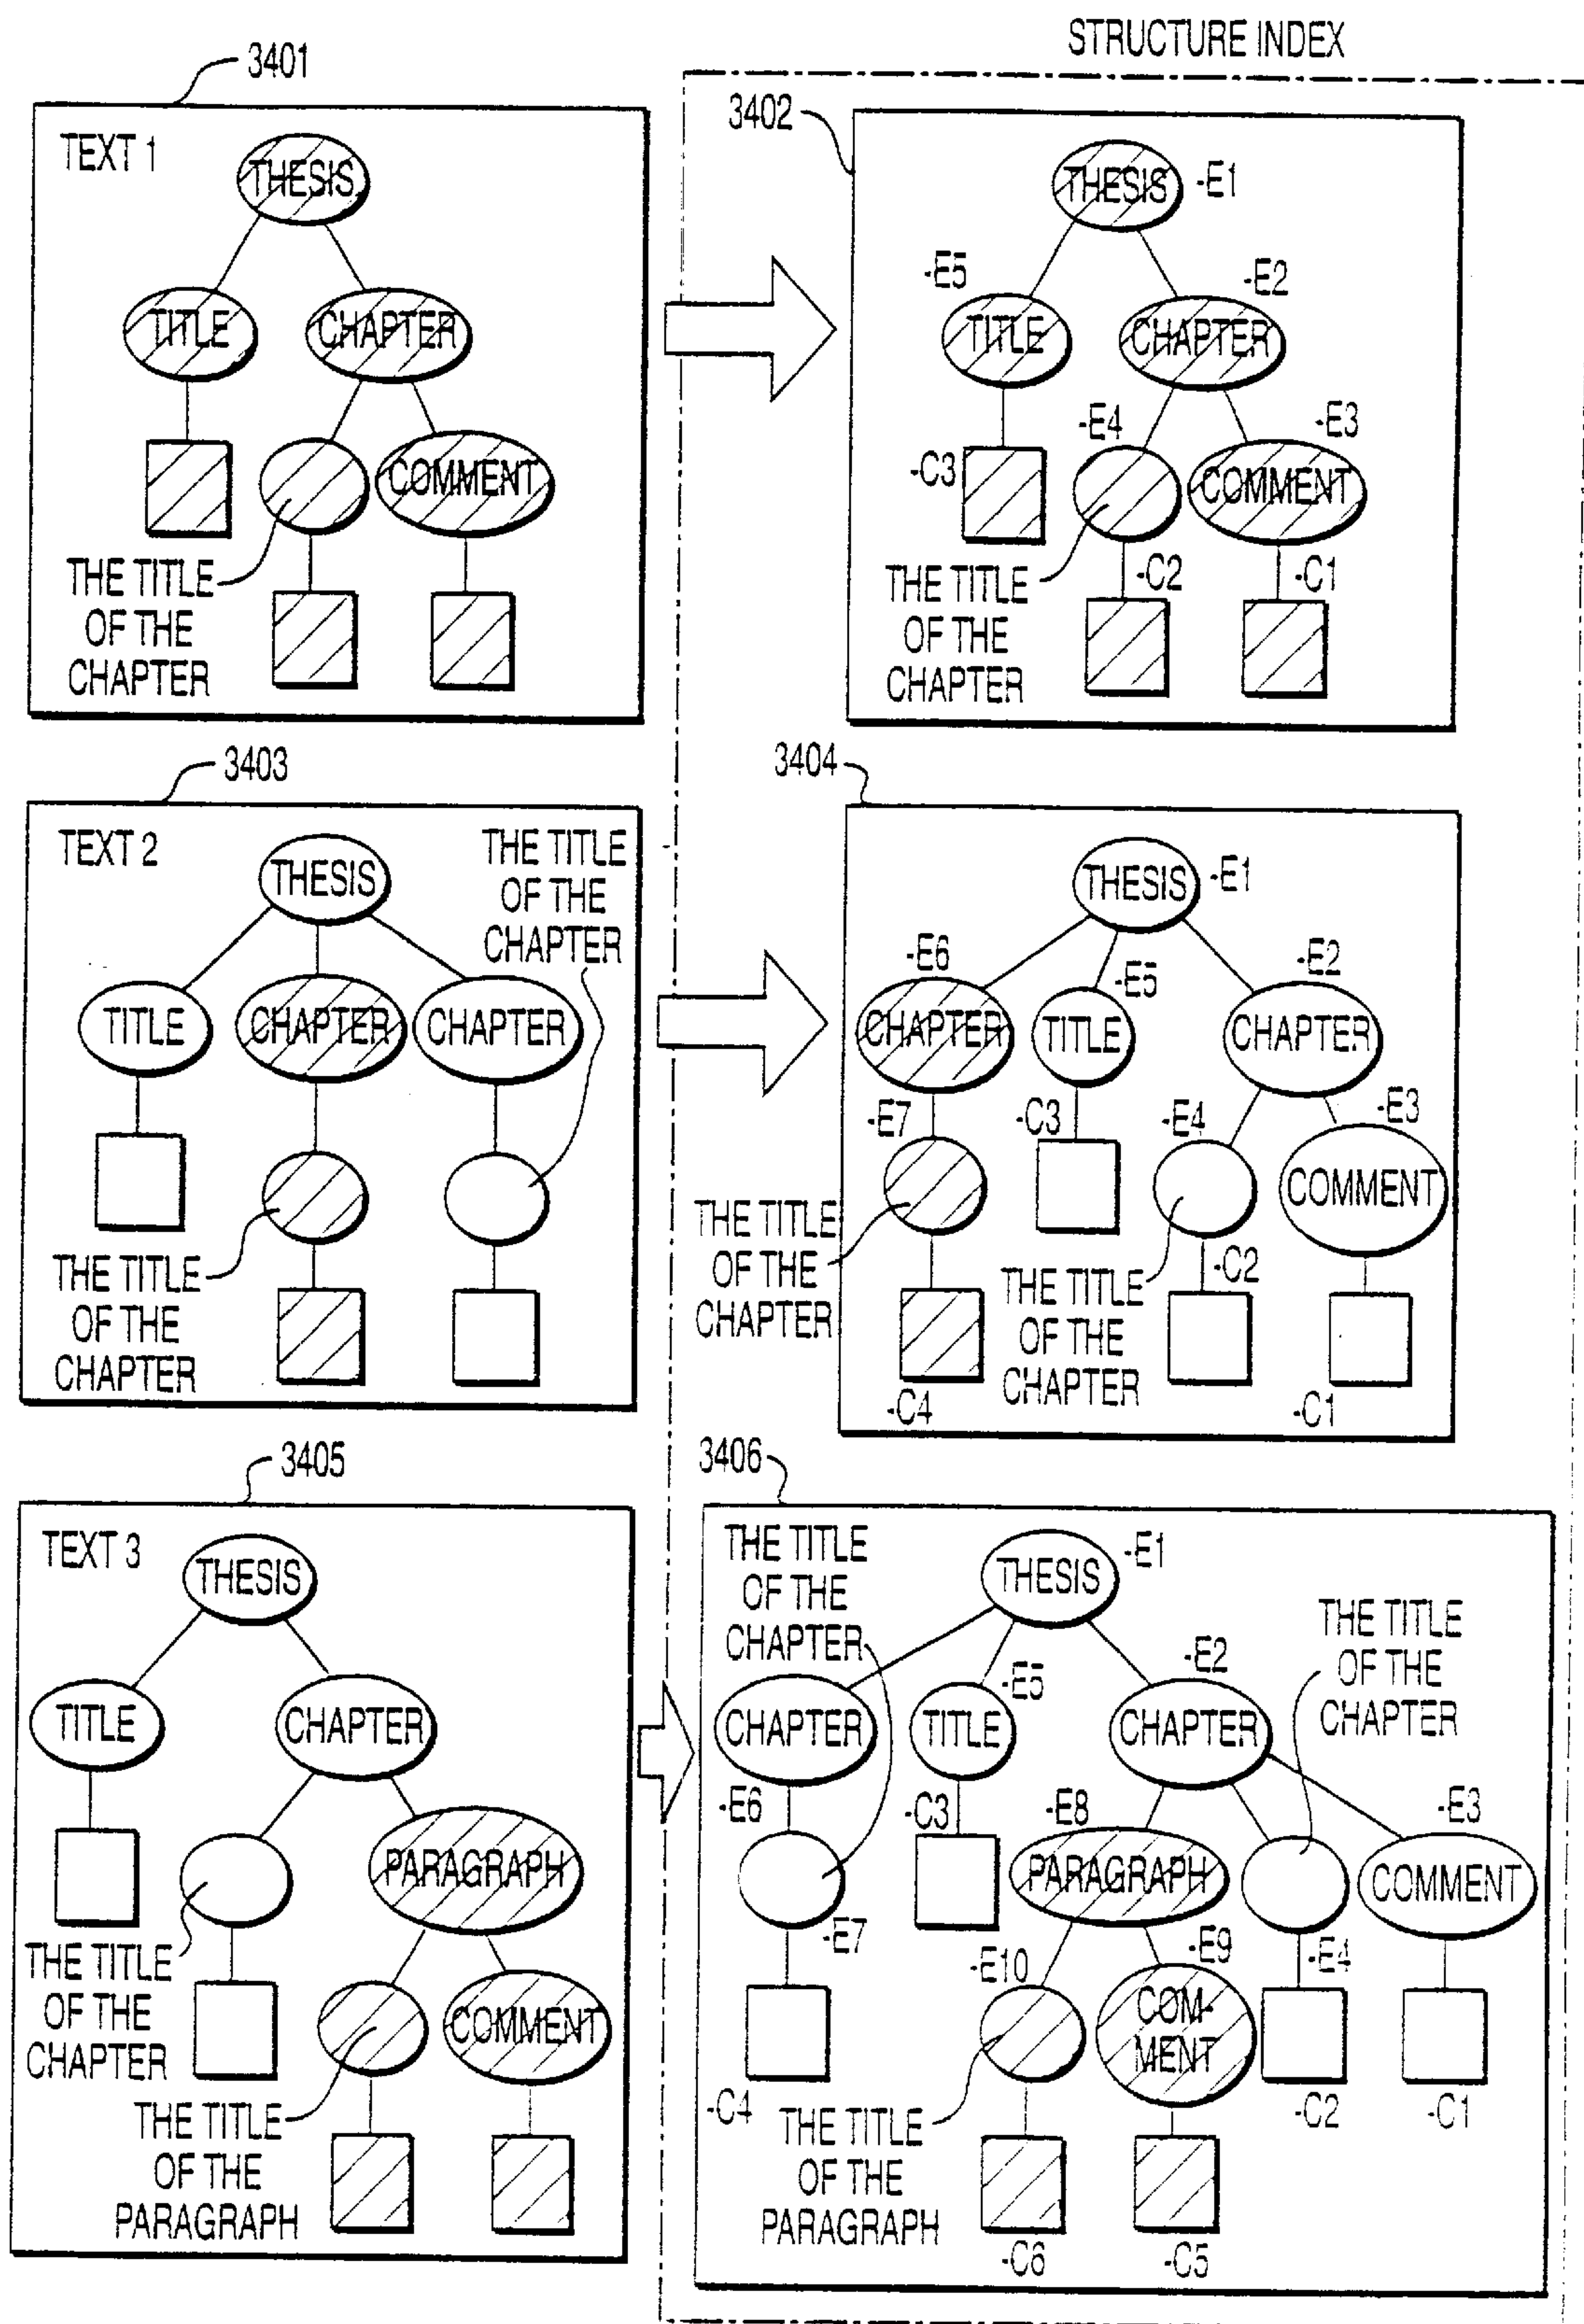 STRUCTURE INDEX
3401
TEXT 1
THESIS
TITLE
CHAPTER
COMMENT
THE TITLE
OF THE
CHAPTER
3402
THESIS
-E1
-E5
-E2
TITLE
CHAPTER
-E4
-E3
-C3
COMMENT
-C2
-C1
THE TITLE
OF THE
CHAPTER
3403
TEXT 2
THE TITLE
OF THE
CHAPTER
THESIS
TITLE
CHAPTER
CHAPTER
THE TITLE
OF THE
CHAPTER
3404
THESIS
-E1
-E6
-E5
-E2
CHAPTER
TITLE
CHAPTER
-E7
-C3
-E4
-E3
COMMENT
THE TITLE
OF THE
CHAPTER
-C2
THE TITLE
OF THE
CHAPTER
-C4
-C1
3405
TEXT 3
THESIS
TITLE
CHAPTER
PARAGRAPH
THE TITLE
OF THE
CHAPTER
COMMENT
THE TITLE
OF THE
PARAGRAPH
3406
THE TITLE
OF THE
CHAPTER
THESIS
-E1
THE TITLE
OF THE
CHAPTER
-E2
-E5
CHAPTER
TITLE
CHAPTER
-E6
-C3
-E8
-E3
PARAGRAPH
COMMENT
-E7
-E10
-E9
-E4
COM-
MENT
-C4
-C2
-C1
THE TITLE
OF THE
PARAGRAPH
-C6
-C5